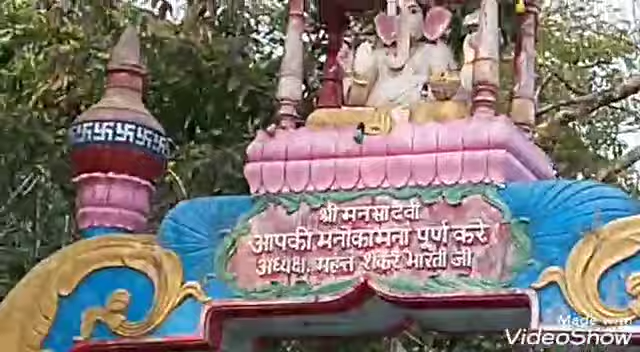 श्री मनसा देवी
आपकी मनोकामना पूर्ण करे
अध्यक्ष, महन्त शंकर भारती जी
Made with
VideoShow